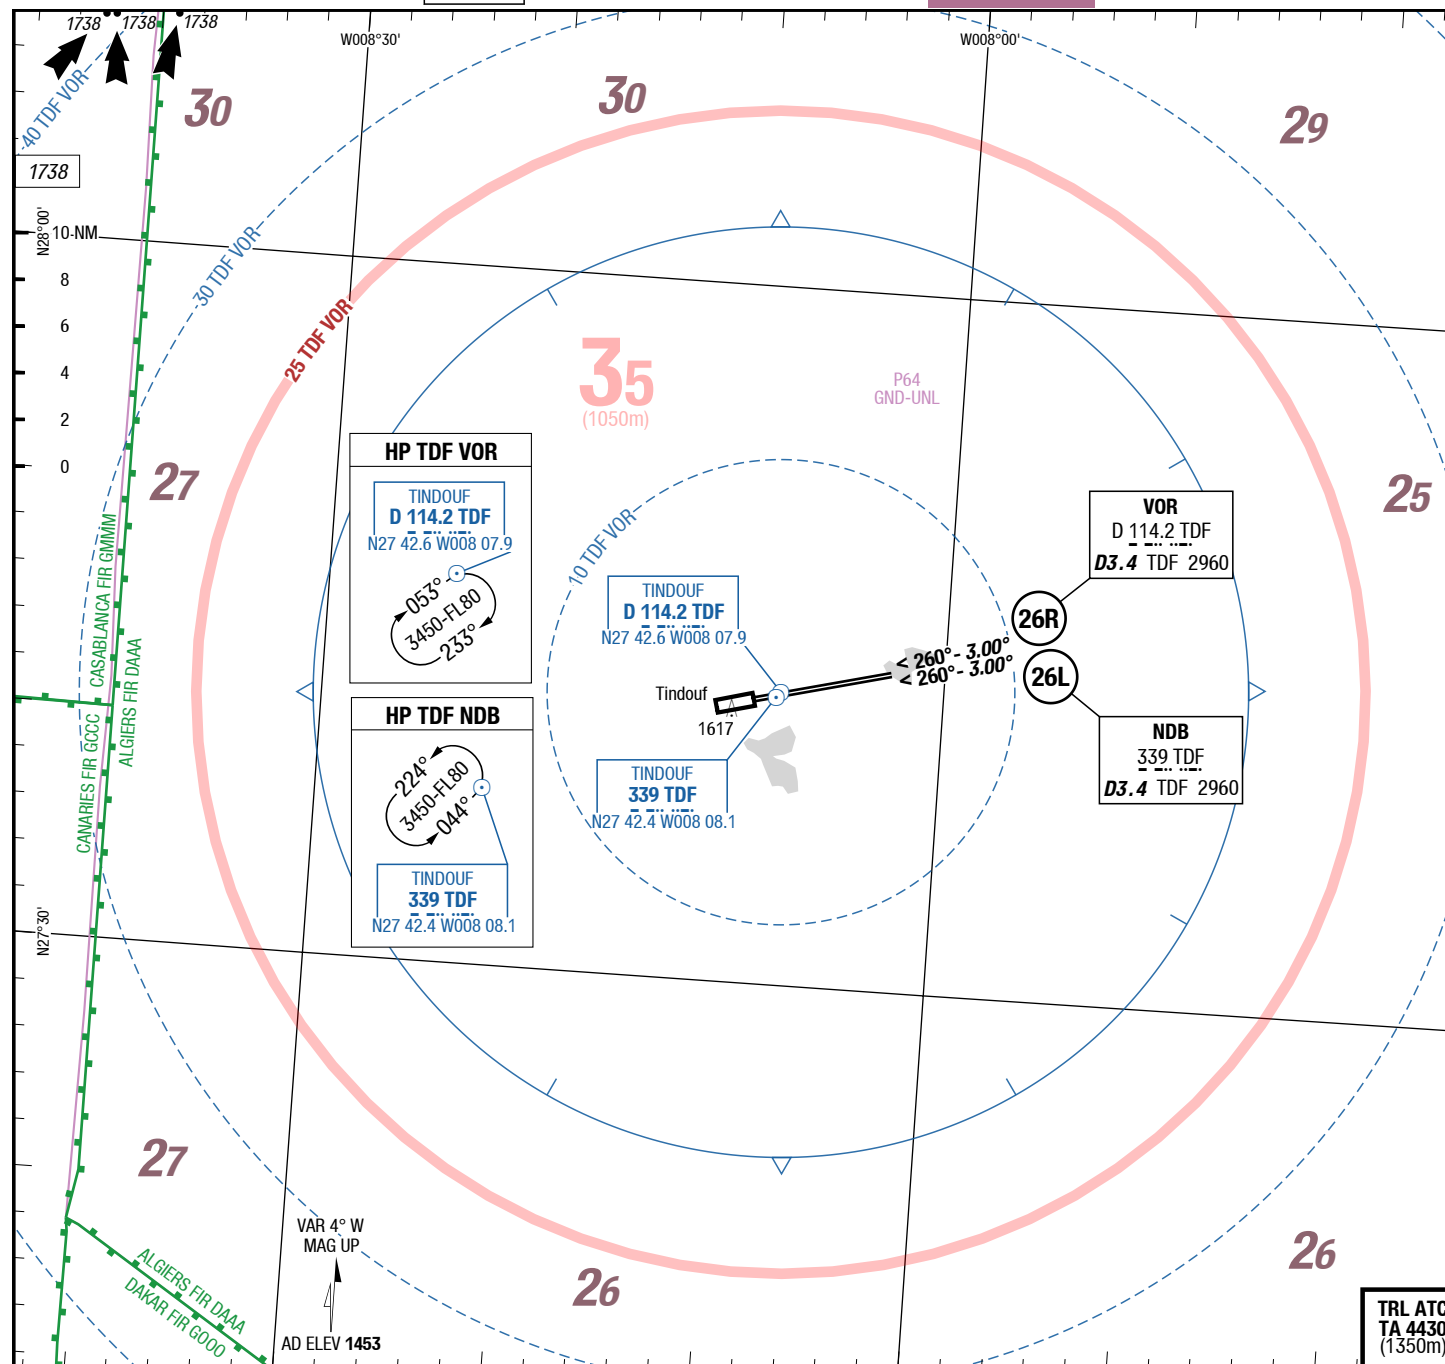 1738
1738
1738
W008°30'
W008°00'
30
30
29
40 TDF VOR
1738
N28°00'
10 NM
8
6
4
2
0
30 TDF VOR
25 TDF VOR
35
(1050m)
P64
GND-UNL
27
25
HP TDF VOR
TINDOUF
D 114.2 TDF
N27 42.6 W008 07.9
053°
3450-FL80
233°
10 TDF VOR
VOR
D 114.2 TDF
D3.4 TDF 2960
TINDOUF
D 114.2 TDF
N27 42.6 W008 07.9
26R
< 260°- 3.00°
< 260°- 3.00°
26L
CASABLANCA FIR GMMM
ALGIERS FIR DAAA
CANARIES FIR GCCC
Tindouf
1617
HP TDF NDB
224°
3450-FL80
044°
TINDOUF
339 TDF
N27 42.4 W008 08.1
TINDOUF
339 TDF
N27 42.4 W008 08.1
NDB
339 TDF
D3.4 TDF 2960
N27°30'
27
26
26
VAR 4° W
MAG UP
ALGIERS FIR DAAA
DAKAR FIR GOOO
AD ELEV 1453
TRL ATC
TA 4430
(1350m)